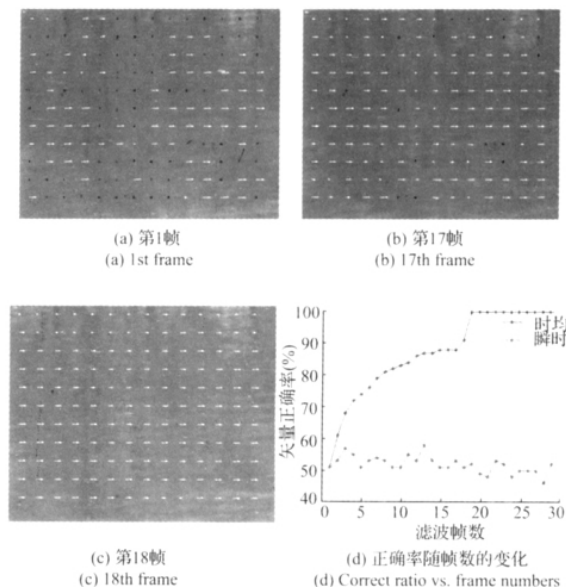 (a) 第1帧
(a) 1st frame
(b) 第17帧
(b) 17th frame
(c) 第18帧
(c) 18th frame
矢量正确率(%)
100
90
80
70
60
50
40
0
5
10
15
20
25
30
时均
瞬时
滤波帧数
(d) 正确率随帧数的变化
(d) Correct ratio vs. frame numbers